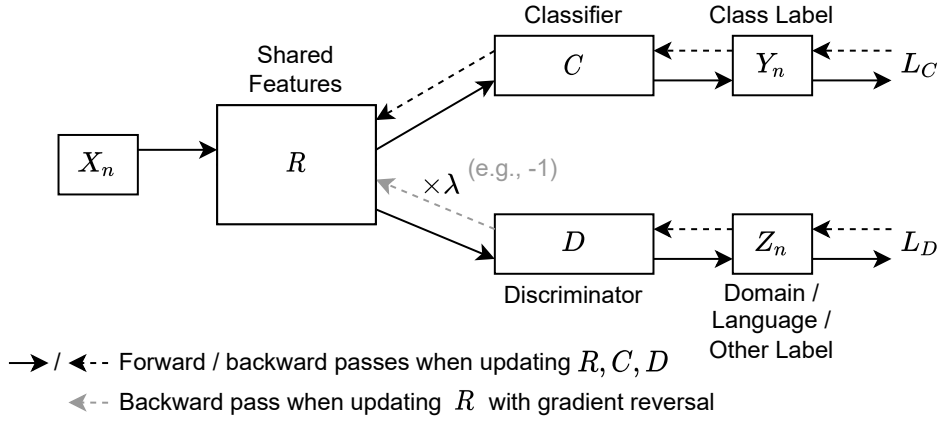 Classifier
Class Label
Shared
Features
C
Y_n
L_C
X_n
R
×λ (e.g., -1)
D
Z_n
L_D
Discriminator
Domain /
Language /
Other Label
/ Forward / backward passes when updating R, C, D
Backward pass when updating R with gradient reversal